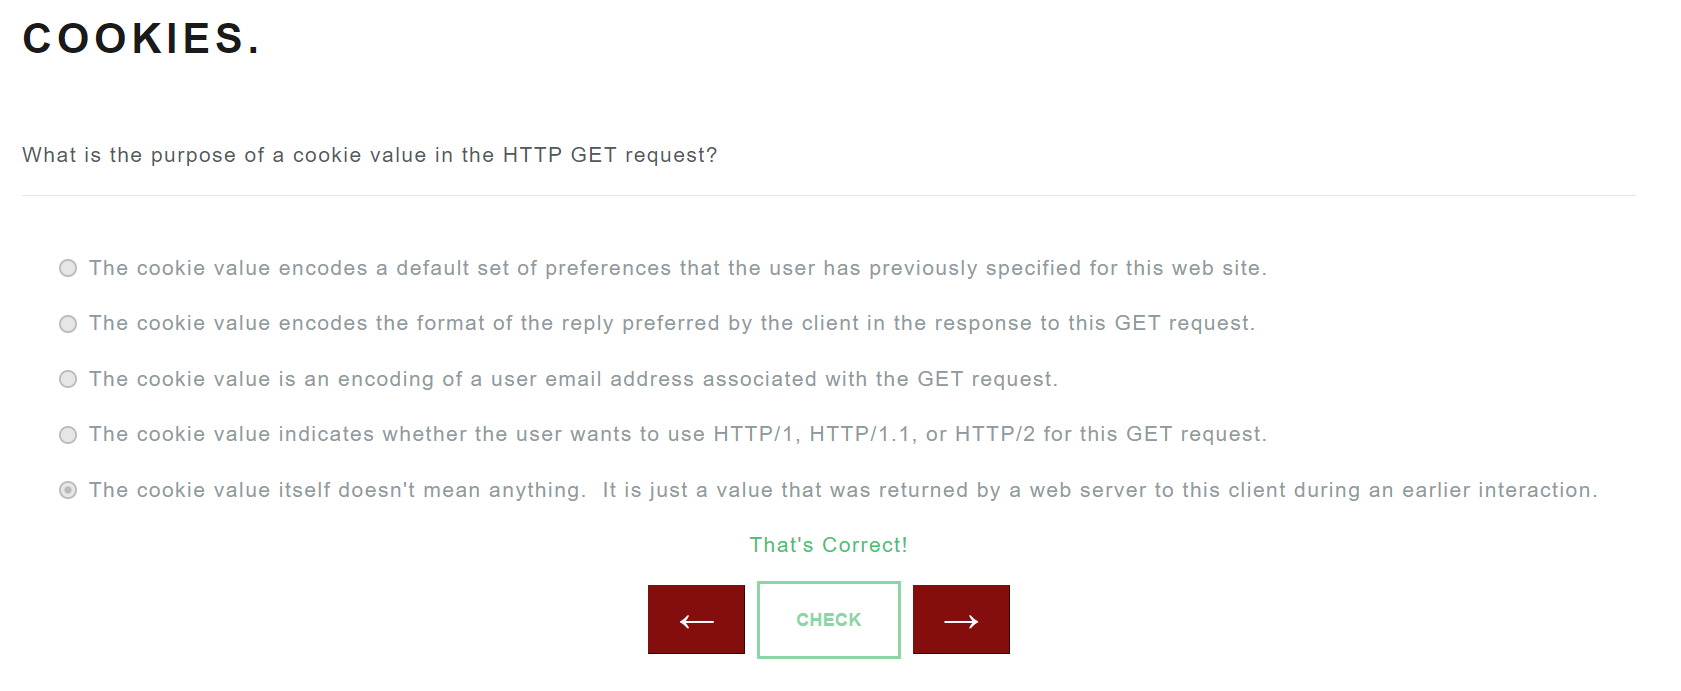 COOKIES.
What is the purpose of a cookie value in the HTTP GET request?
The cookie value encodes a default set of preferences that the user has previously specified for this web site.
The cookie value encodes the format of the reply preferred by the client in the response to this GET request.
The cookie value is an encoding of a user email address associated with the GET request.
The cookie value indicates whether the user wants to use HTTP/1, HTTP/1.1, or HTTP/2 for this GET request.
The cookie value itself doesn't mean anything.  It is just a value that was returned by a web server to this client during an earlier interaction.
That's Correct!
← CHECK →